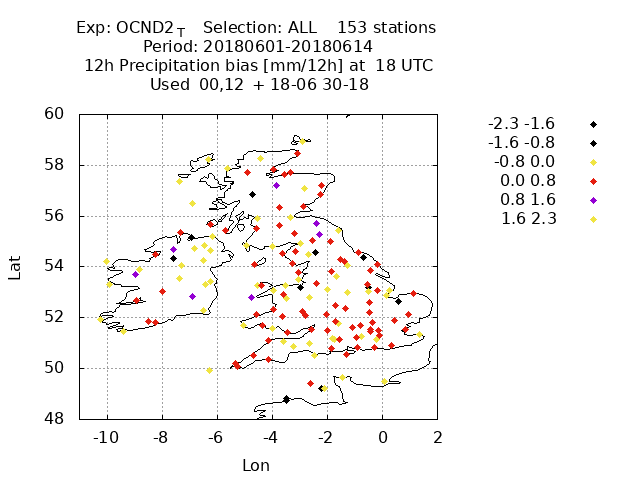 Exp: OCND2T Selection: ALL 153 stations
Period: 20180601-20180614
12h Precipitation bias [mm/12h] at 18 UTC
Used 00,12 + 18-06 30-18
60
58
56
54
52
50
48
-10 -8 -6 -4 -2 0 2
Lat
Lon
-2.3 -1.6
-1.6 -0.8
-0.8 0.0
0.0 0.8
0.8 1.6
1.6 2.3